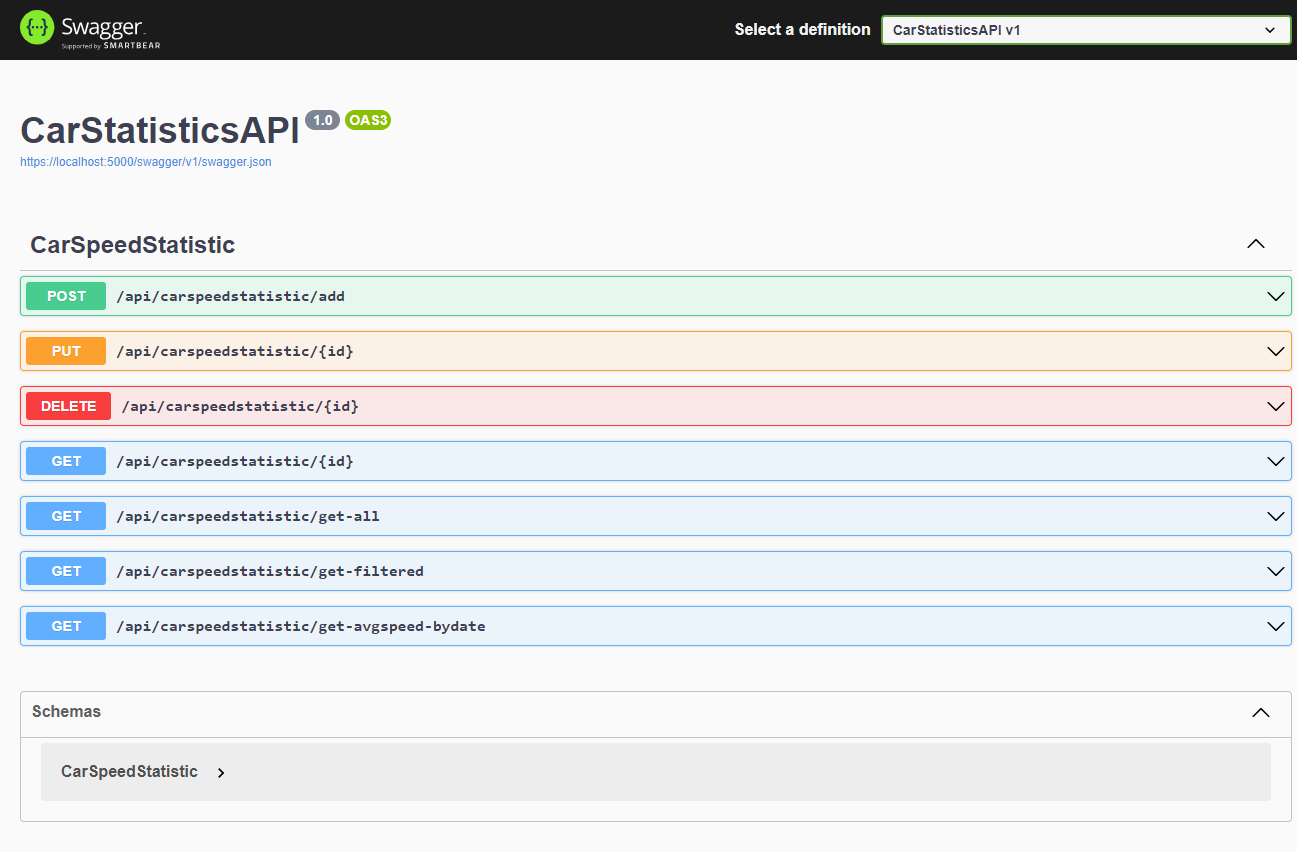 {···} Swagger.
Supported by SMARTBEAR
Select a definition
CarStatisticsAPI v1
CarStatisticsAPI 1.0 OAS3
https://localhost:5000/swagger/v1/swagger.json
CarSpeedStatistic
POST /api/carspeedstatistic/add
PUT /api/carspeedstatistic/{id}
DELETE /api/carspeedstatistic/{id}
GET /api/carspeedstatistic/{id}
GET /api/carspeedstatistic/get-all
GET /api/carspeedstatistic/get-filtered
GET /api/carspeedstatistic/get-avgspeed-bydate
Schemas
CarSpeedStatistic